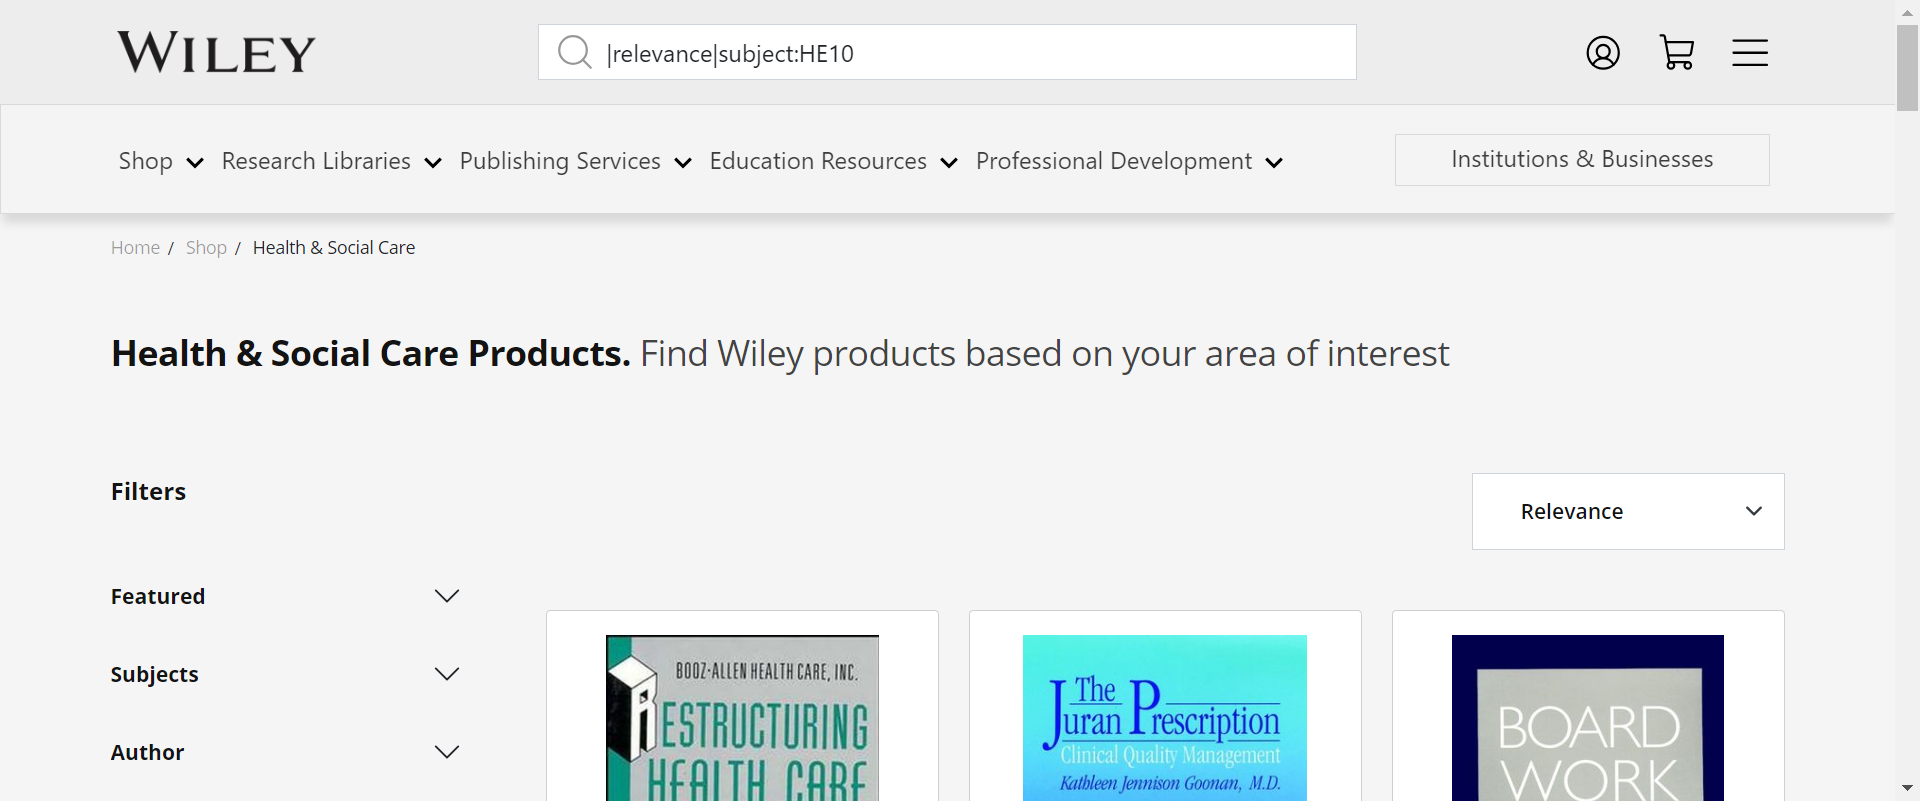 WILEY
|relevance|subject:HE10
Shop Research Libraries Publishing Services Education Resources Professional Development Institutions & Businesses
Home / Shop / Health & Social Care
Health & Social Care Products. Find Wiley products based on your area of interest
Filters
Relevance
Featured
Subjects
Author
BOOZ·ALLEN HEALTH CARE, INC.
RESTRUCTURING
HEALTH CARE
The
Juran Prescription
Clinical Quality Management
Kathleen Jennison Goonan, M.D.
BOARD
WORK